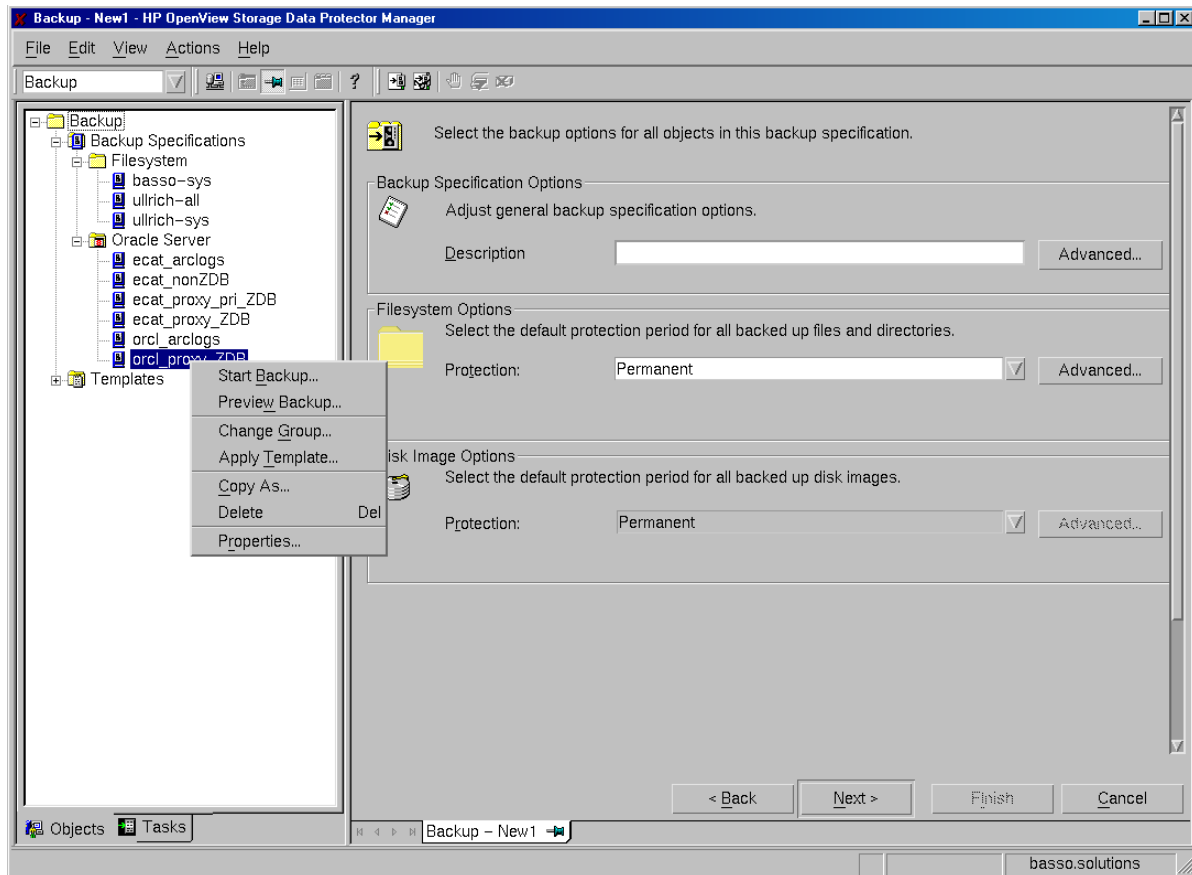 Backup - New1 - HP OpenView Storage Data Protector Manager
File Edit View Actions Help
Backup
?
Backup
Backup Specifications
Filesystem
basso-sys
ullrich-all
ullrich-sys
Oracle Server
ecat_arclogs
ecat_nonZDB
ecat_proxy_pri_ZDB
ecat_proxy_ZDB
orcl_arclogs
orcl_proxy_ZDB
Templates
Start Backup...
Preview Backup...
Change Group...
Apply Template...
Copy As...
Delete Del
Properties...
Select the backup options for all objects in this backup specification.
Backup Specification Options
Adjust general backup specification options.
Description Advanced...
Filesystem Options
Select the default protection period for all backed up files and directories.
Protection: Permanent Advanced...
isk Image Options
Select the default protection period for all backed up disk images.
Protection: Permanent Advanced...
< Back Next > Finish Cancel
Objects Tasks
Backup - New1
basso.solutions